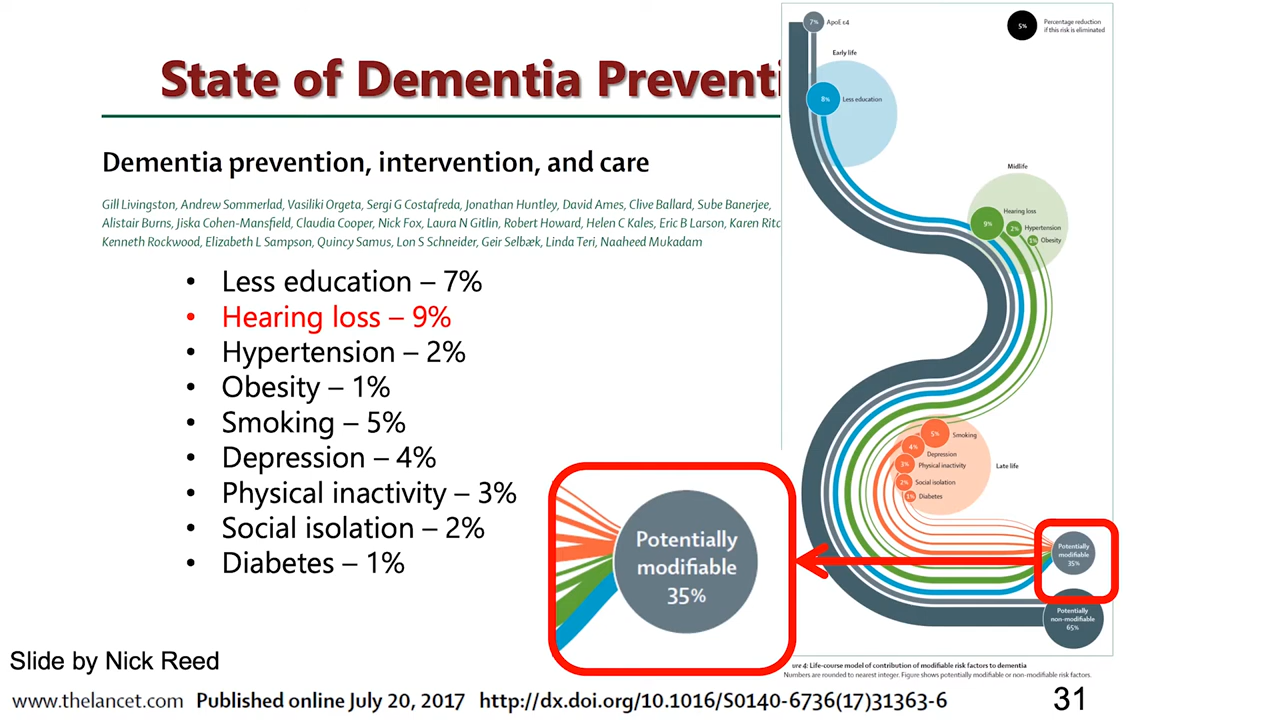 State of Dementia Preventi
Dementia prevention, intervention, and care
Gill Livingston, Andrew Sommerlad, Vasiliki Orgeta, Sergi G Costafreda, Jonathan Huntley, David Ames, Clive Ballard, Sube Banerjee,
Alistair Burns, Jiska Cohen-Mansfield, Claudia Cooper, Nick Fox, Laura N Gitlin, Robert Howard, Helen C Kales, Eric B Larson, Karen Rita
Kenneth Rockwood, Elizabeth L Sampson, Quincy Samus, Lon S Schneider, Geir Selbæk, Linda Teri, Naaheed Mukadam
• Less education – 7%
• Hearing loss – 9%
• Hypertension – 2%
• Obesity – 1%
• Smoking – 5%
• Depression – 4%
• Physical inactivity – 3%
• Social isolation – 2%
• Diabetes – 1%
Potentially
modifiable
35%
7% ApoE ε4
5% Percentage reduction
if this risk is eliminated
Early life
8% Less education
Midlife
Hearing loss
9%
2% Hypertension
1% Obesity
5% Smoking
4% Depression
3% Physical inactivity
Late life
2% Social isolation
1% Diabetes
Potentially
modifiable
35%
Potentially
non-modifiable
65%
ure 4: Life-course model of contribution of modifiable risk factors to dementia
Numbers are rounded to nearest integer. Figure shows potentially modifiable or non-modifiable risk factors.
Slide by Nick Reed
www.thelancet.com Published online July 20, 2017 http://dx.doi.org/10.1016/S0140-6736(17)31363-6
31